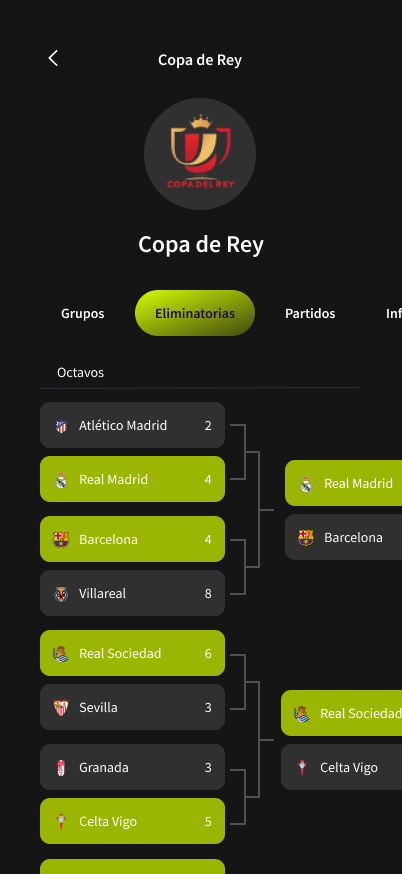 Copa de Rey
COPADELREY
Copa de Rey
Grupos Eliminatorias Partidos Inf
Octavos
Atlético Madrid 2
Real Madrid 4
Real Madrid
Barcelona 4
Barcelona
Villareal 8
Real Sociedad 6
Sevilla 3
Real Sociedad
Granada 3
Celta Vigo
Celta Vigo 5